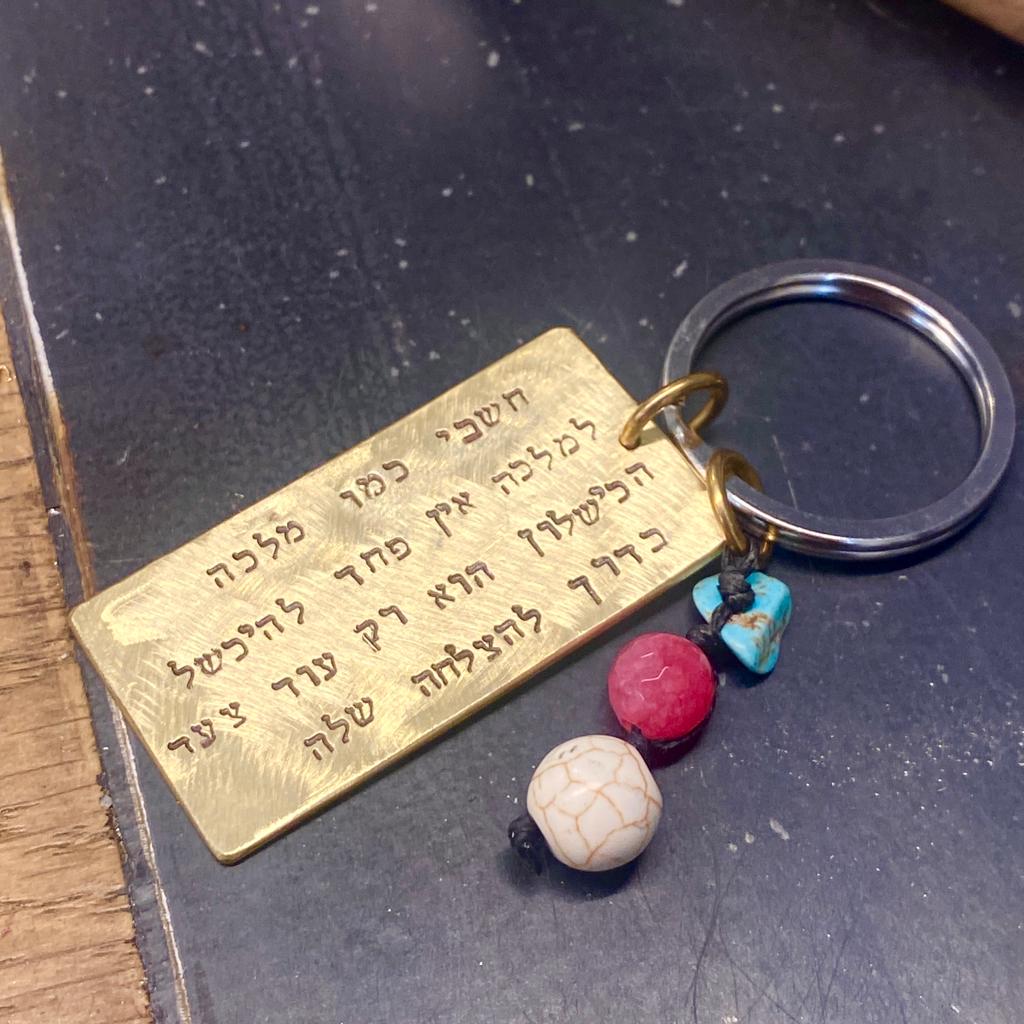 חשבי כמו מלכה
למלכה אין פחד להיכשל
הכישלון הוא רק עוד צעד
בדרך להצלחה שלה